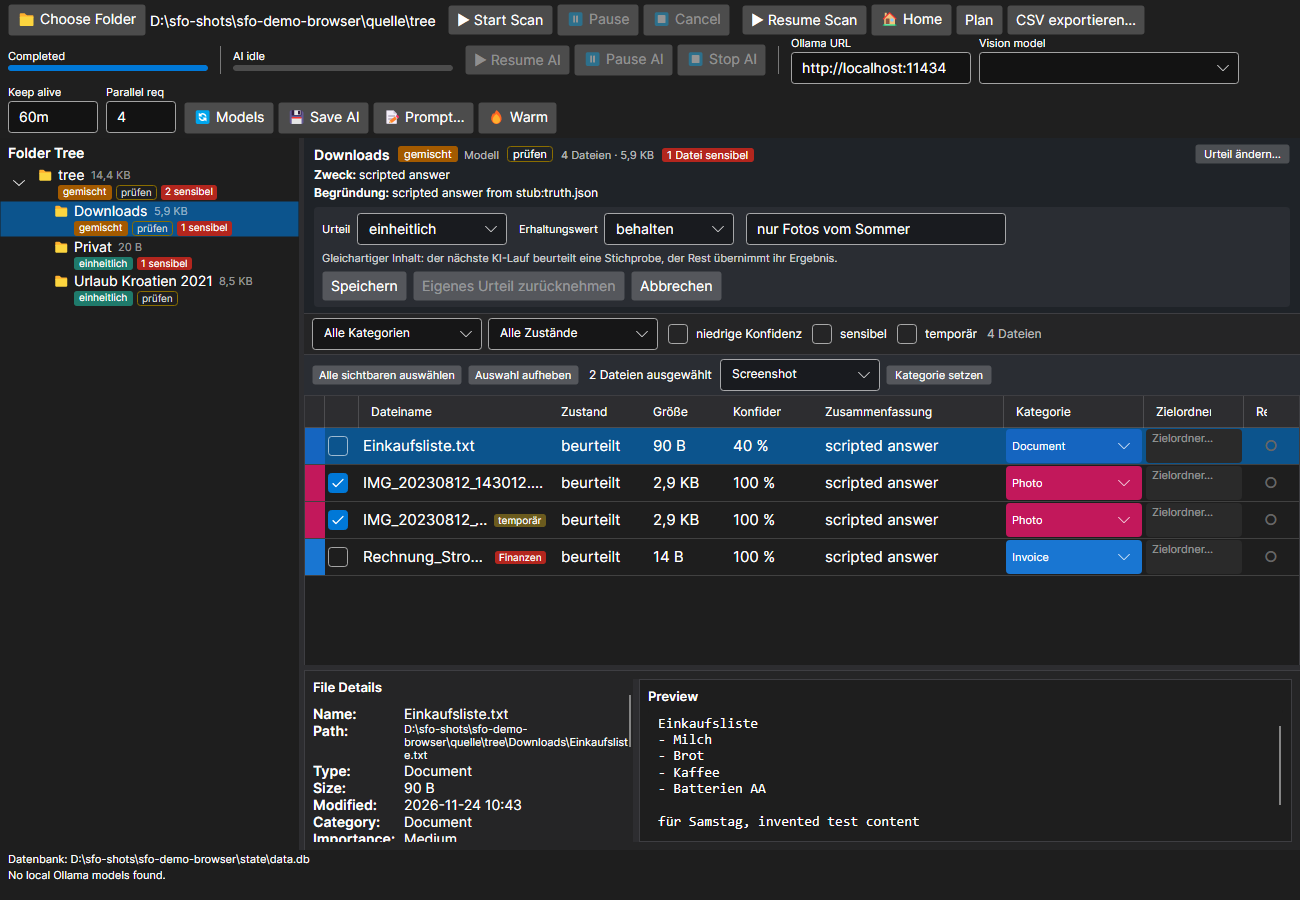 Choose Folder D:\sfo-shots\sfo-demo-browser\quelle\tree Start Scan Pause Cancel Resume Scan Home Plan CSV exportieren...
Completed AI idle Resume AI Pause AI Stop AI Ollama URL Vision model
http://localhost:11434
Keep alive Parallel req
60m 4 Models Save AI Prompt... Warm
Folder Tree
tree 14,4 KB
gemischt prüfen 2 sensibel
Downloads 5,9 KB
gemischt prüfen 1 sensibel
Privat 20 B
einheitlich 1 sensibel
Urlaub Kroatien 2021 8,5 KB
einheitlich prüfen
Downloads gemischt Modell prüfen 4 Dateien · 5,9 KB 1 Datei sensibel Urteil ändern...
Zweck: scripted answer
Begründung: scripted answer from stub:truth.json
Urteil einheitlich Erhaltungswert behalten nur Fotos vom Sommer
Gleichartiger Inhalt: der nächste KI-Lauf beurteilt eine Stichprobe, der Rest übernimmt ihr Ergebnis.
Speichern Eigenes Urteil zurücknehmen Abbrechen
Alle Kategorien Alle Zustände niedrige Konfidenz sensibel temporär 4 Dateien
Alle sichtbaren auswählen Auswahl aufheben 2 Dateien ausgewählt Screenshot Kategorie setzen
Dateiname Zustand Größe Konfider Zusammenfassung Kategorie Zielordner Re
Einkaufsliste.txt beurteilt 90 B 40 % scripted answer Document Zielordner...
IMG_20230812_143012.... beurteilt 2,9 KB 100 % scripted answer Photo Zielordner...
IMG_20230812_... temporär beurteilt 2,9 KB 100 % scripted answer Photo Zielordner...
Rechnung_Stro... Finanzen beurteilt 14 B 100 % scripted answer Invoice Zielordner...
File Details
Name: Einkaufsliste.txt
Path: D:\sfo-shots\sfo-demo-
browser\quelle\tree\Downloads\Einkaufslist
e.txt
Type: Document
Size: 90 B
Modified: 2026-11-24 10:43
Category: Document
Importance: Medium
Preview
Einkaufsliste
- Milch
- Brot
- Kaffee
- Batterien AA
für Samstag, invented test content
Datenbank: D:\sfo-shots\sfo-demo-browser\state\data.db
No local Ollama models found.